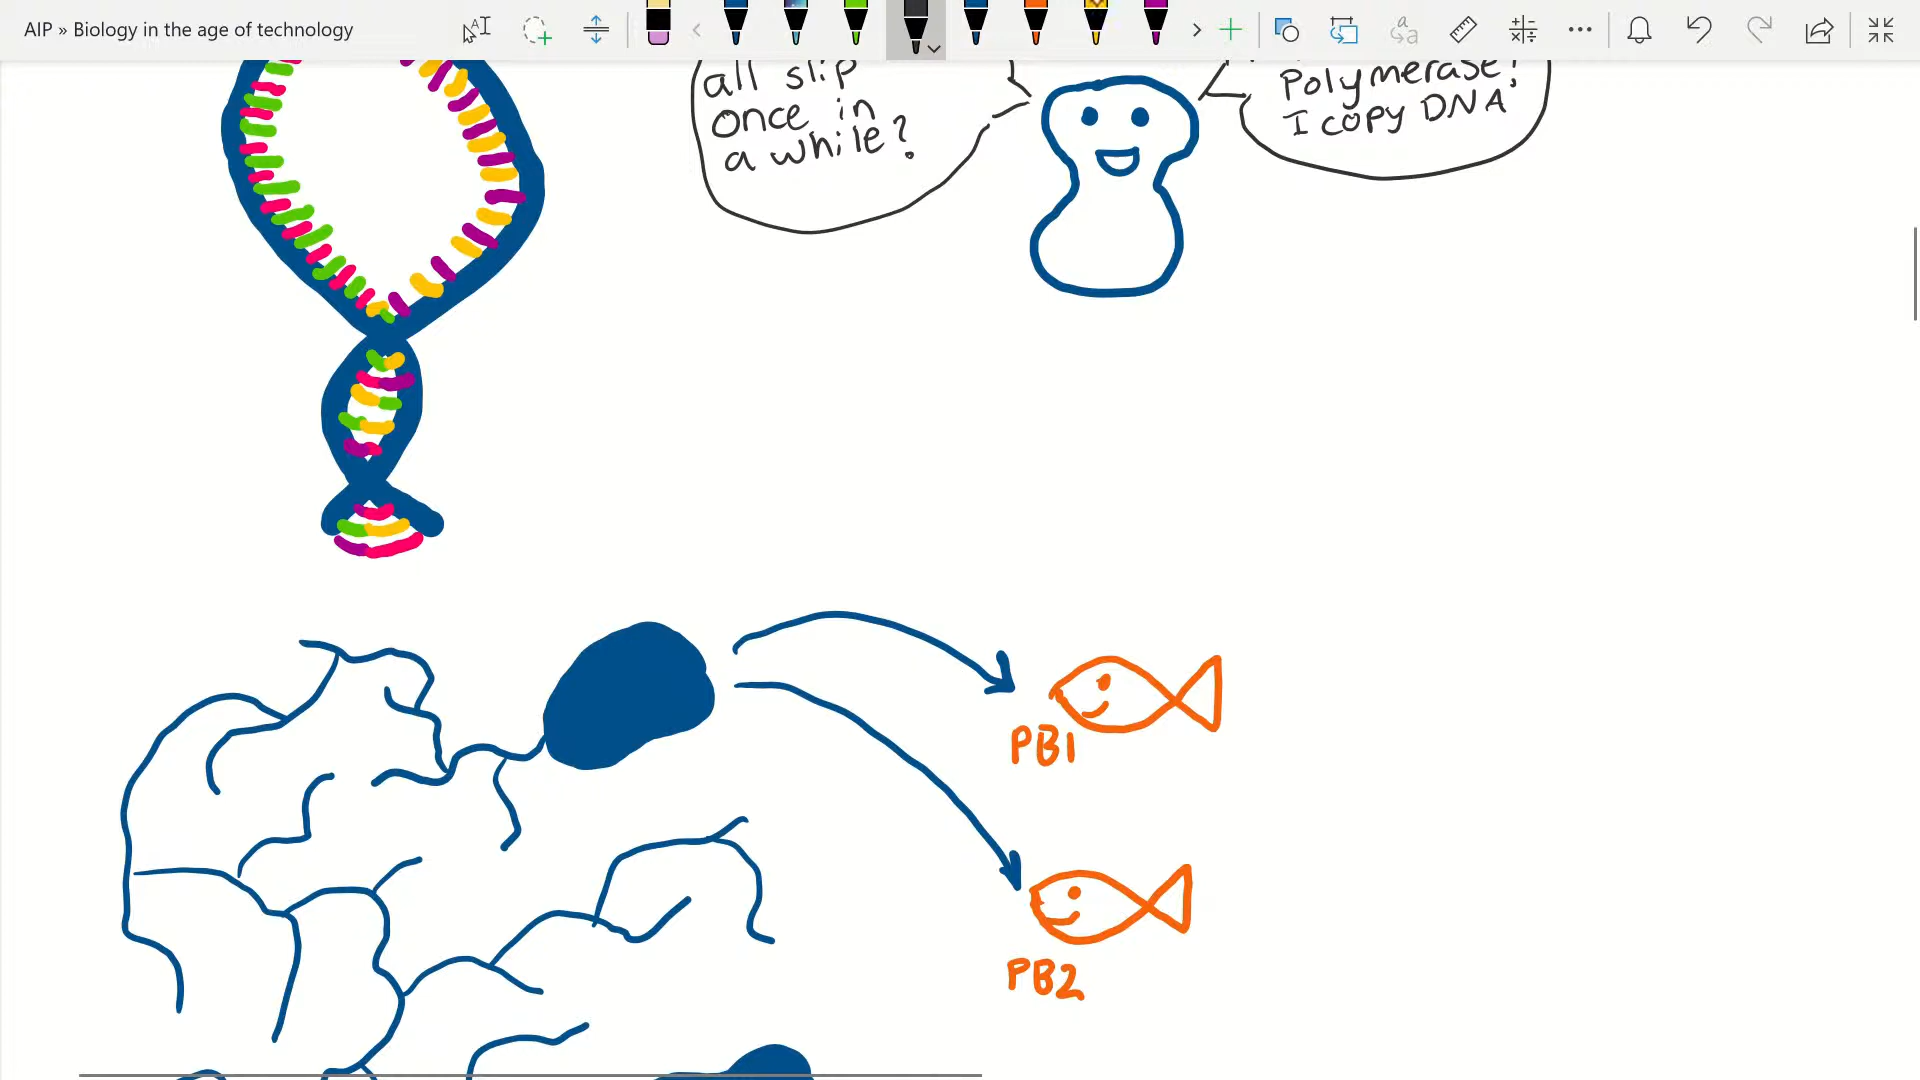 AIP » Biology in the age of technology
all slip
once in
a while?
Polymerase!
I copy DNA
PB1
PB2